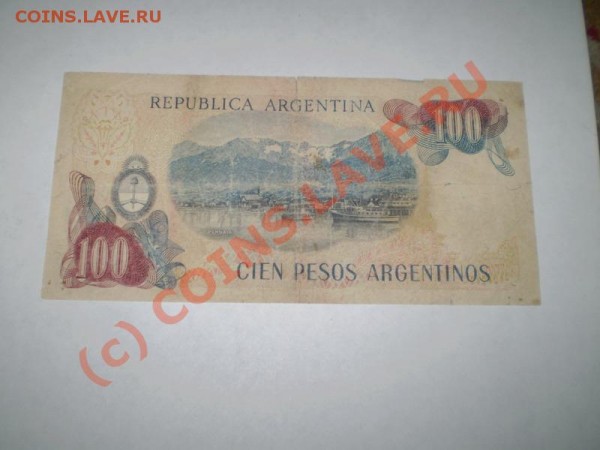 COINS.LAVE.RU
REPUBLICA ARGENTINA
100
100
CIEN PESOS ARGENTINOS
(c) COINS.LAVE.RU